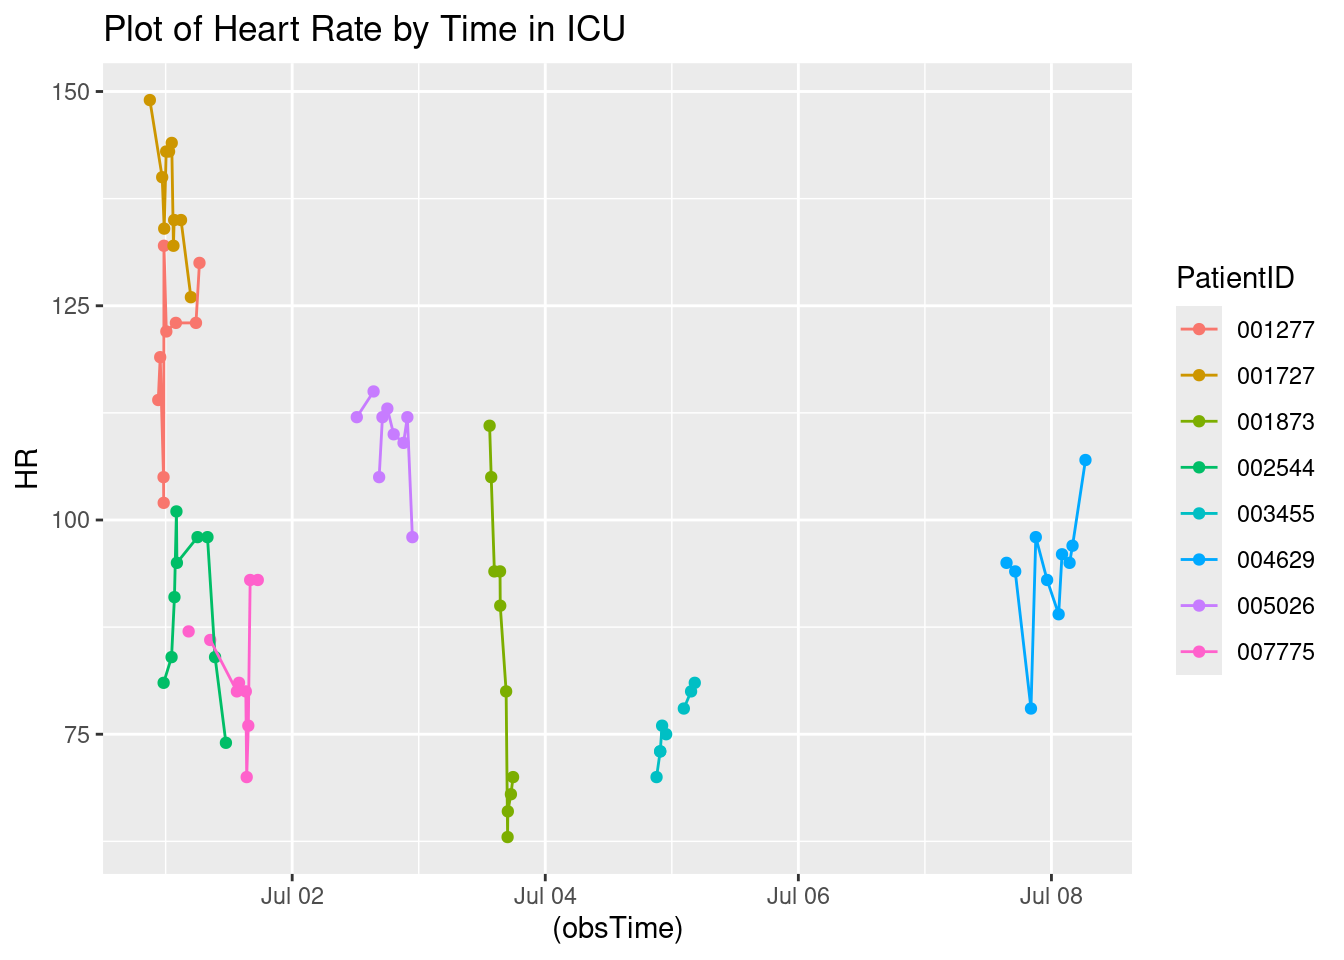 Plot of Heart Rate by Time in ICU
150
125
100
75
HR
Jul 02
Jul 04
Jul 06
Jul 08
(obsTime)
PatientID
001277
001727
001873
002544
003455
004629
005026
007775